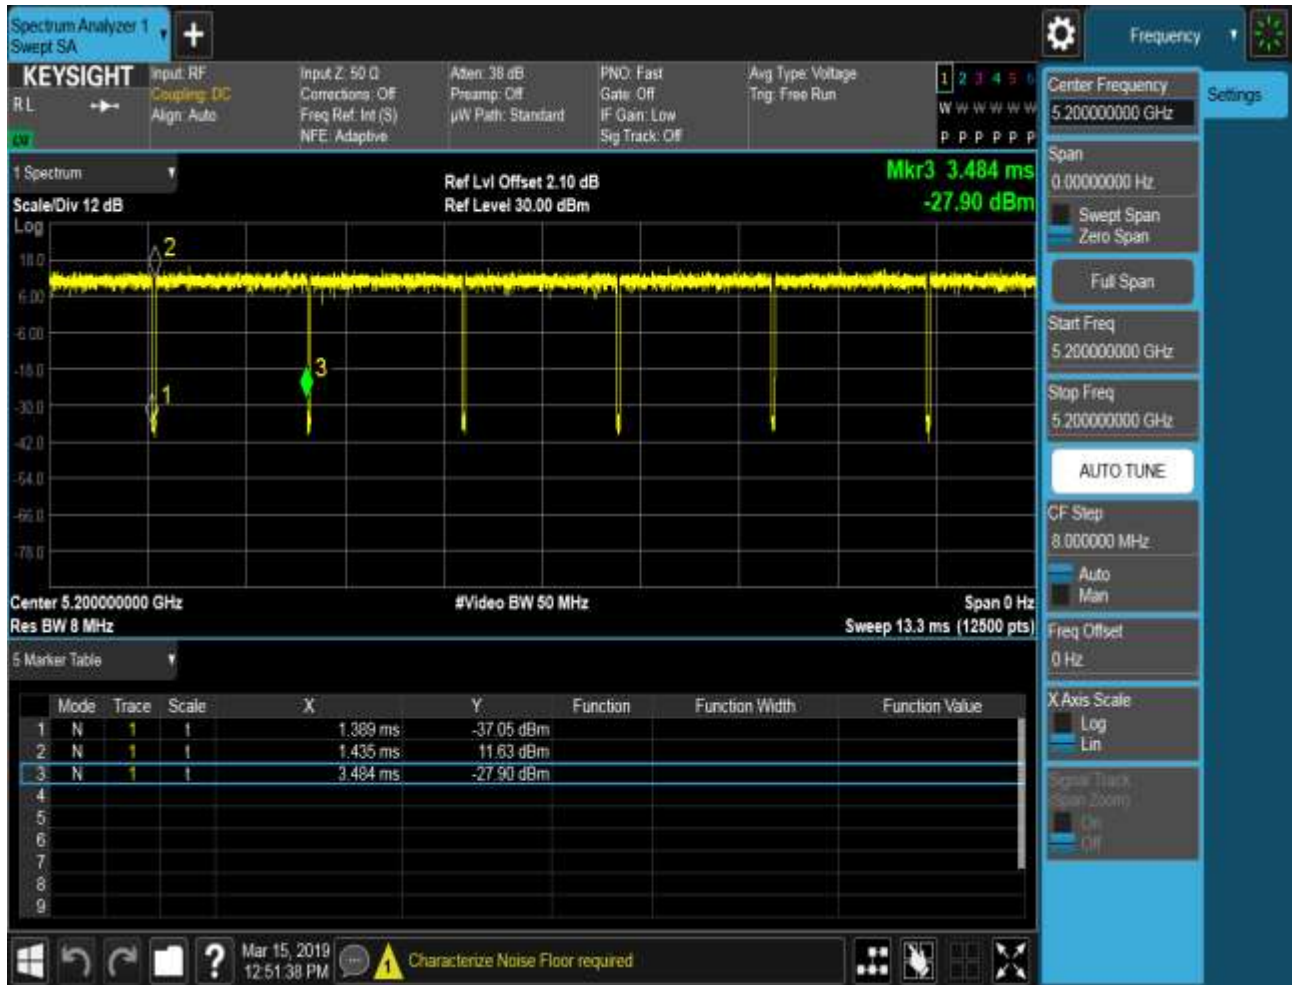 Spectrum Analyzer 1
Swept SA
+
Frequency
KEYSIGHT
RL
Input: RF
Coupling: DC
Align: Auto
Input Z: 50 Ω
Corrections: Off
Freq Ref: Int (S)
NFE: Adaptive
Atten: 38 dB
Preamp: Off
µW Path: Standard
PNO: Fast
Gate: Off
IF Gain: Low
Sig Track: Off
Avg Type: Voltage
Trig: Free Run
1 2 3 4 5 6
W W W W W W
P P P P P P
1 Spectrum
Scale/Div 12 dB
Log
Ref Lvl Offset 2.10 dB
Ref Level 30.00 dBm
Mkr3 3.484 ms
-27.90 dBm
18.0
6.00
-6.00
-18.0
-30.0
-42.0
-54.0
-66.0
-78.0
2
1
3
Center 5.200000000 GHz
#Video BW 50 MHz
Span 0 Hz
Res BW 8 MHz
Sweep 13.3 ms (12500 pts)
5 Marker Table
Mode Trace Scale X Y Function Function Width Function Value
1 N 1 t 1.389 ms -37.05 dBm
2 N 1 t 1.435 ms 11.63 dBm
3 N 1 t 3.484 ms -27.90 dBm
4
5
6
7
8
9
Center Frequency
5.200000000 GHz
Settings
Span
0.00000000 Hz
Swept Span
Zero Span
Full Span
Start Freq
5.200000000 GHz
Stop Freq
5.200000000 GHz
AUTO TUNE
CF Step
8.000000 MHz
Auto
Man
Freq Offset
0 Hz
X Axis Scale
Log
Lin
Signal Track
(Span Zoom)
On
Off
?
Mar 15, 2019
12:51:38 PM
1
Characterize Noise Floor required